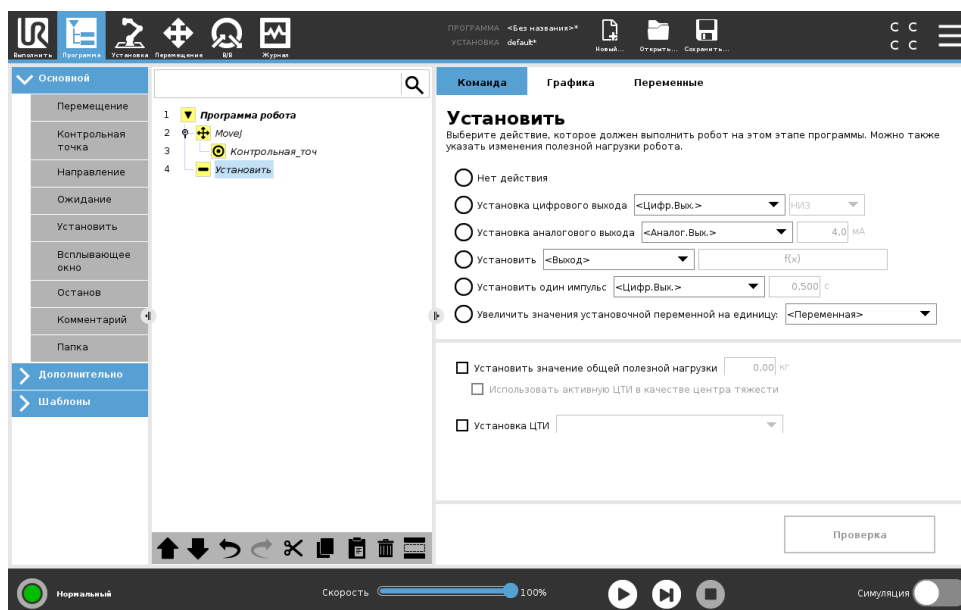 UR
Выполнить
Программа
Установка
Перемещение
В/В
Журнал
ПРОГРАММА <Без названия>*
УСТАНОВКА default*
Новый...
Открыть...
Сохранить...
C C
C C
Основной
Перемещение
Контрольная
точка
Направление
Ожидание
Установить
Всплывающее
окно
Останов
Комментарий
Папка
Дополнительно
Шаблоны
1 Программа робота
2 MoveJ
3 Контрольная_точ
4 Установить
Команда Графика Переменные
Установить
Выберите действие, которое должен выполнить робот на этом этапе программы. Можно также
указать изменения полезной нагрузки робота.
Нет действия
Установка цифрового выхода <Цифр.Вых.> НИЗ
Установка аналогового выхода <Аналог.Вых.> 4,0 мА
Установить <Выход> f(x)
Установить один импульс <Цифр.Вых.> 0,500 с
Увеличить значения установочной переменной на единицу: <Переменная>
Установить значение общей полезной нагрузки 0,00 кг
Использовать активную ЦТИ в качестве центра тяжести
Установка ЦТИ
Проверка
Нормальный
Скорость 100%
Симуляция